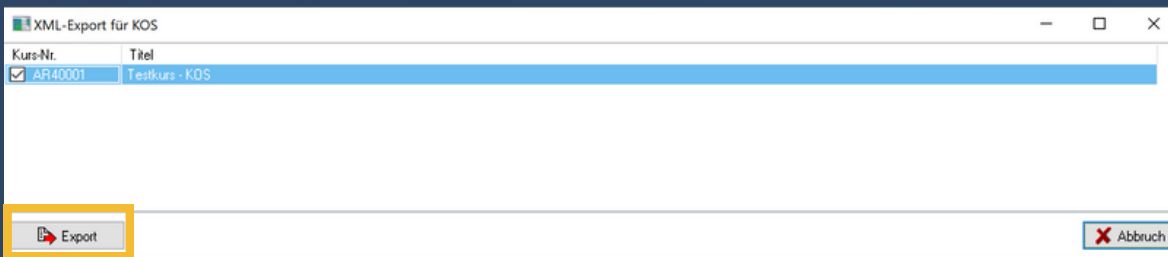 XML-Export für KOS
Kurs-Nr. Titel
AR40001 Testkurs - KOS
Export Abbruch